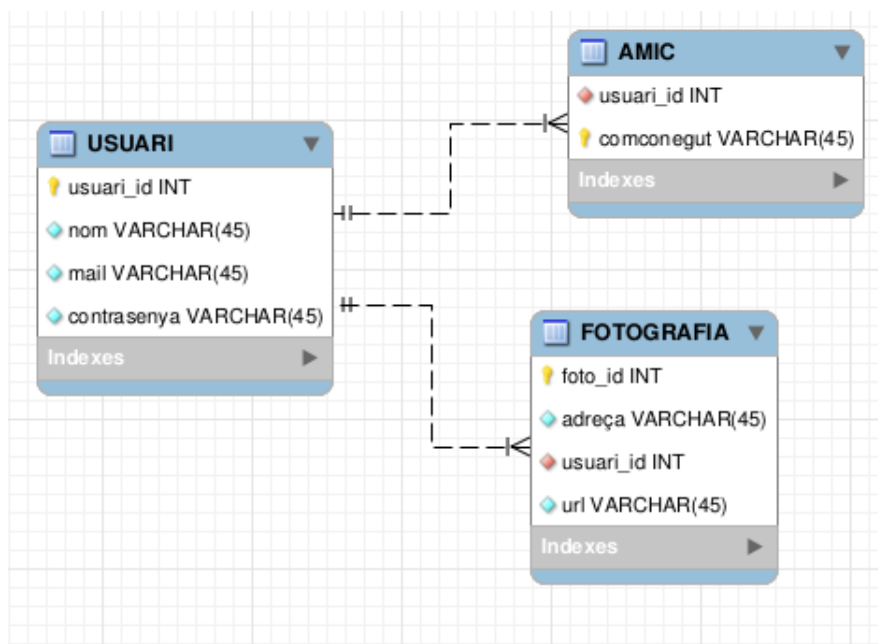 USUARI
usuari_id INT
nom VARCHAR(45)
mail VARCHAR(45)
contrasenya VARCHAR(45)
Indexes
AMIC
usuari_id INT
comconegut VARCHAR(45)
Indexes
FOTOGRAFIA
foto_id INT
adreça VARCHAR(45)
usuari_id INT
url VARCHAR(45)
Indexes